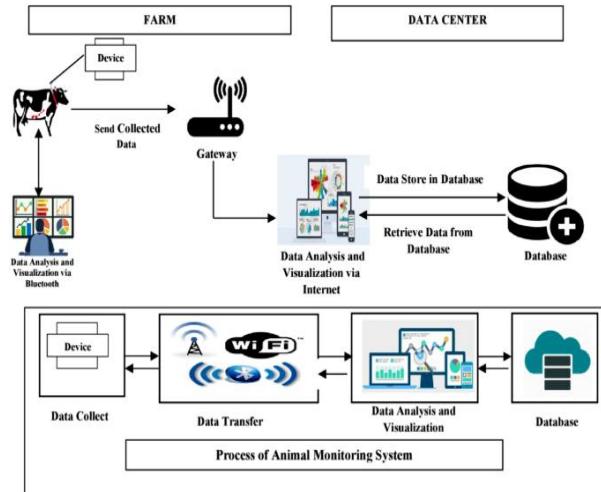 FARM
DATA CENTER
Device
Send Collected
Data
Gateway
Data Store in Database
Retrieve Data from
Database
Data Analysis and
Visualization via
Bluetooth
Data Analysis and
Visualization via
Internet
Database
Device
WiFi
Data Collect
Data Transfer
Data Analysis and
Visualization
Database
Process of Animal Monitoring System